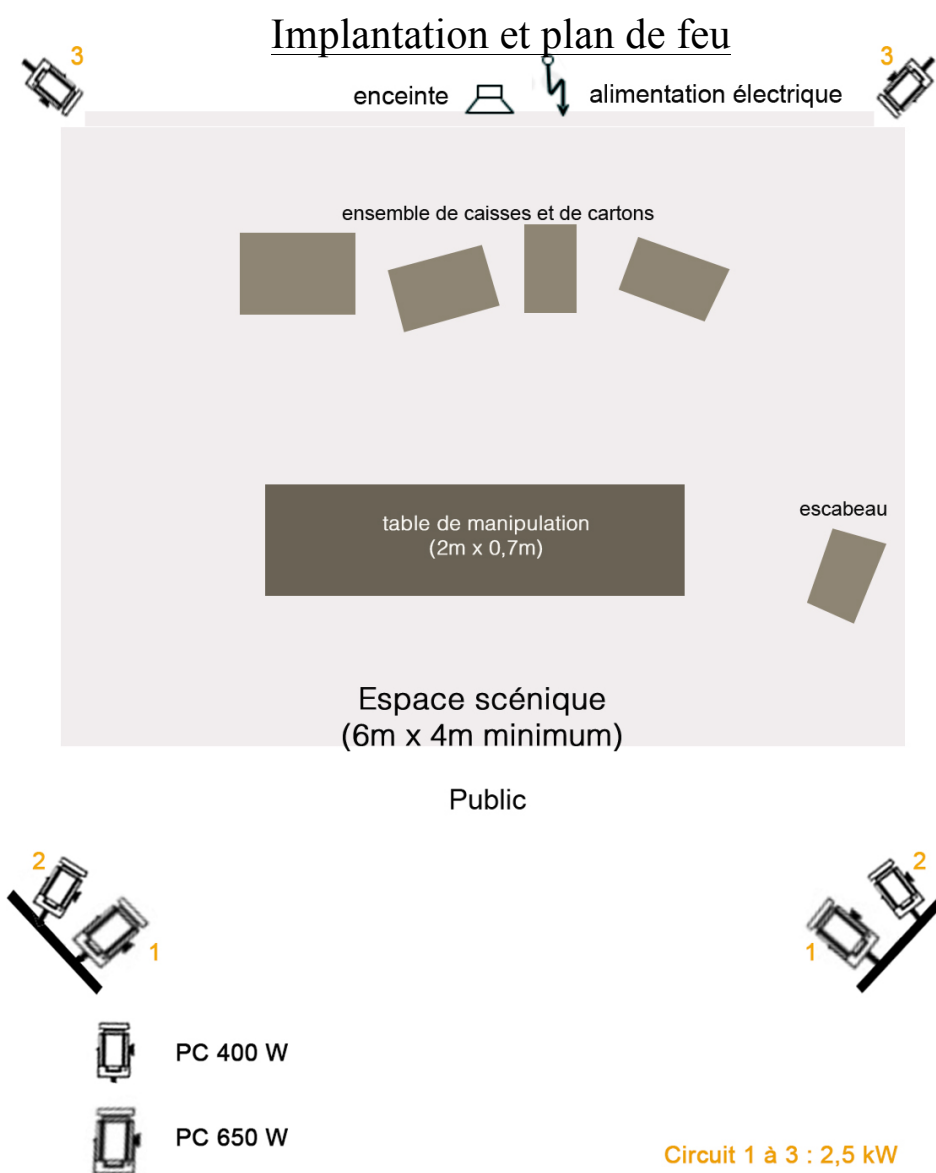 Implantation et plan de feu
3
3
enceinte
alimentation électrique
ensemble de caisses et de cartons
table de manipulation
(2m x 0,7m)
escabeau
Espace scénique
(6m x 4m minimum)
Public
2
2
1
1
PC 400 W
PC 650 W
Circuit 1 à 3 : 2,5 kW